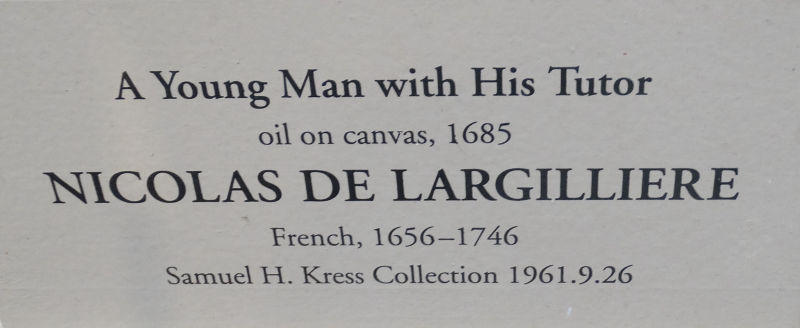 A Young Man with His Tutor
oil on canvas, 1685
NICOLAS DE LARGILLIERE
French, 1656–1746
Samuel H. Kress Collection 1961.9.26